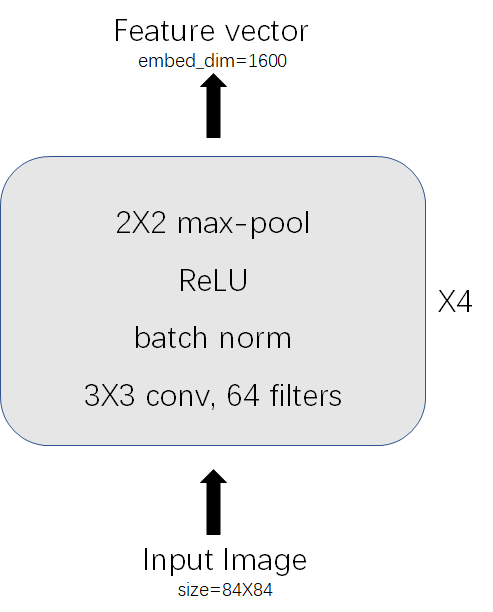 Feature vector
embed_dim=1600
2X2 max-pool
ReLU
X4
batch norm
3X3 conv, 64 filters
Input Image
size=84X84